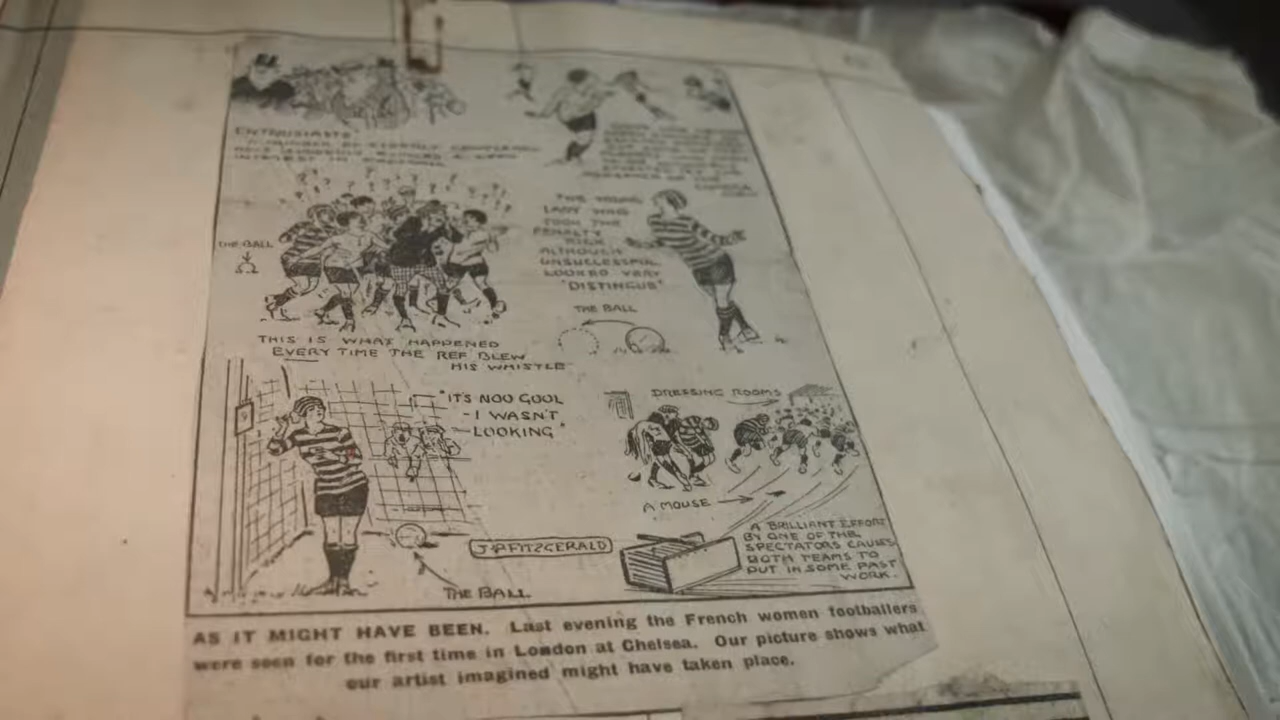 ENTHUSIASTS
INTEREST IN
THE YOUNG
LADY WHO
TOOK THE
PENALTY
KICK
ALTHOUGH
UNSUCLESSFUL
LOOKED VERY
"DISTINGUÉ"
THE BALL
THE BALL
THIS IS WHAT HAPPENED
EVERY TIME THE REF BLEW
HIS WHISTLE
"IT'S NOO GOOL
- I WASN'T
LOOKING"
DRESSING ROOMS
A MOUSE
J.P. FITZGERALD
A BRILLIANT EFFORT
BY ONE OF THE
SPECTATORS CAUSES
BOTH TEAMS TO
PUT IN SOME PAST
WORK.
THE BALL.
AS IT MIGHT HAVE BEEN. Last evening the French women footballers
were seen for the first time in London at Chelsea. Our picture shows what
our artist imagined might have taken place.